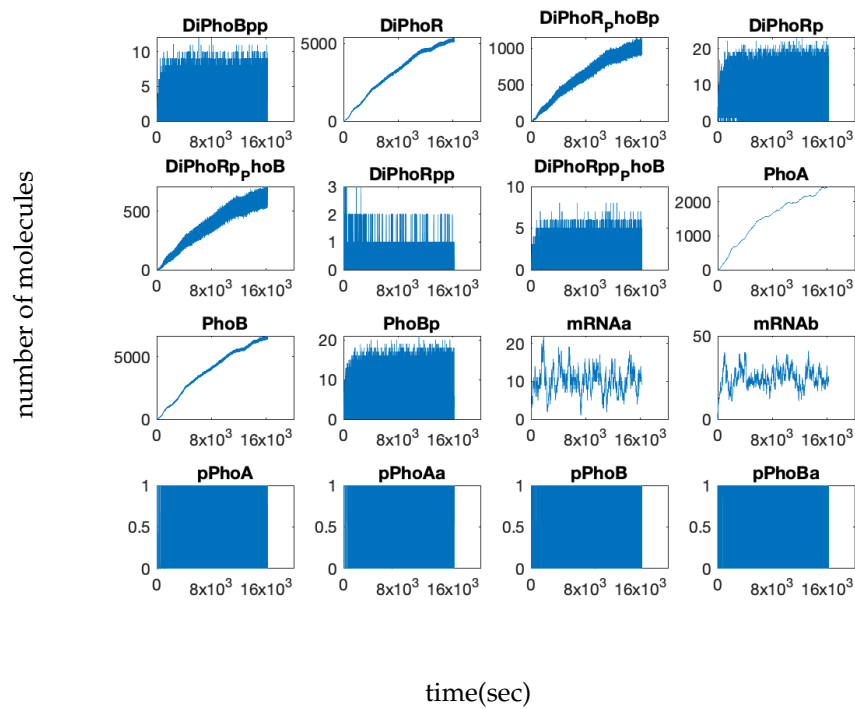 DiPhoBpp
DiPhoR
DiPhoR_PhoBp
DiPhoRp
10
5
0
5000
0
1000
500
0
20
10
0
0 8x10^3 16x10^3
0 8x10^3 16x10^3
0 8x10^3 16x10^3
0 8x10^3 16x10^3
number of molecules
DiPhoRp_PhoB
DiPhoRpp
DiPhoRpp_PhoB
PhoA
500
0
3
2
1
0
10
5
0
2000
1000
0
0 8x10^3 16x10^3
0 8x10^3 16x10^3
0 8x10^3 16x10^3
0 8x10^3 16x10^3
PhoB
PhoBp
mRNAa
mRNAb
5000
0
20
10
0
20
10
0
50
0
0 8x10^3 16x10^3
0 8x10^3 16x10^3
0 8x10^3 16x10^3
0 8x10^3 16x10^3
pPhoA
pPhoAa
pPhoB
pPhoBa
1
0.5
0
1
0.5
0
1
0.5
0
1
0.5
0
0 8x10^3 16x10^3
0 8x10^3 16x10^3
0 8x10^3 16x10^3
0 8x10^3 16x10^3
time(sec)